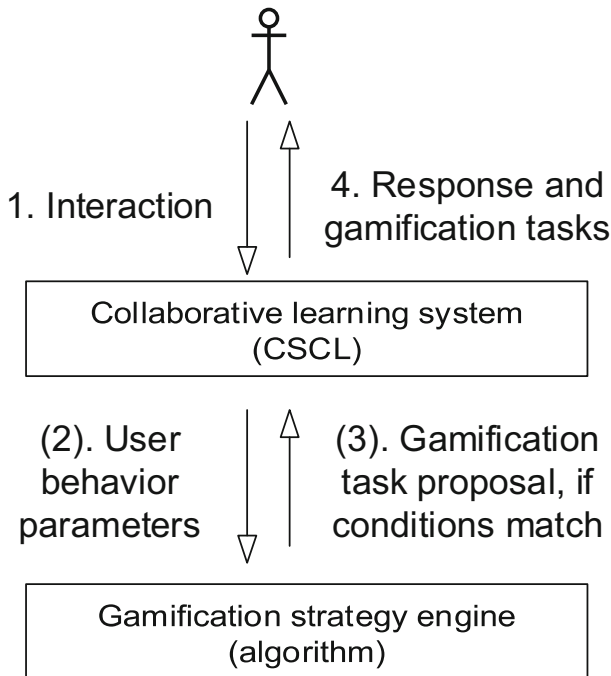 1. Interaction
4. Response and
gamification tasks
Collaborative learning system
(CSCL)
(2). User
behavior
parameters
(3). Gamification
task proposal, if
conditions match
Gamification strategy engine
(algorithm)